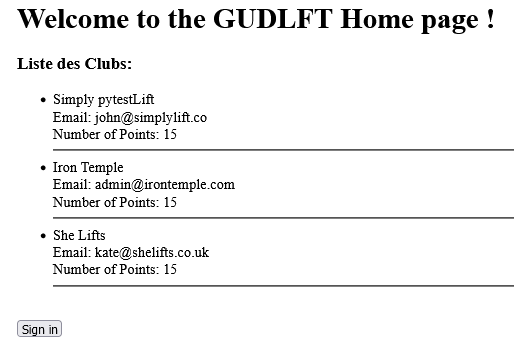 Welcome to the GUDLFT Home page !
Liste des Clubs:
Simply pytestLift
Email: john@simplylift.co
Number of Points: 15
Iron Temple
Email: admin@irontemple.com
Number of Points: 15
She Lifts
Email: kate@shelifts.co.uk
Number of Points: 15
Sign in